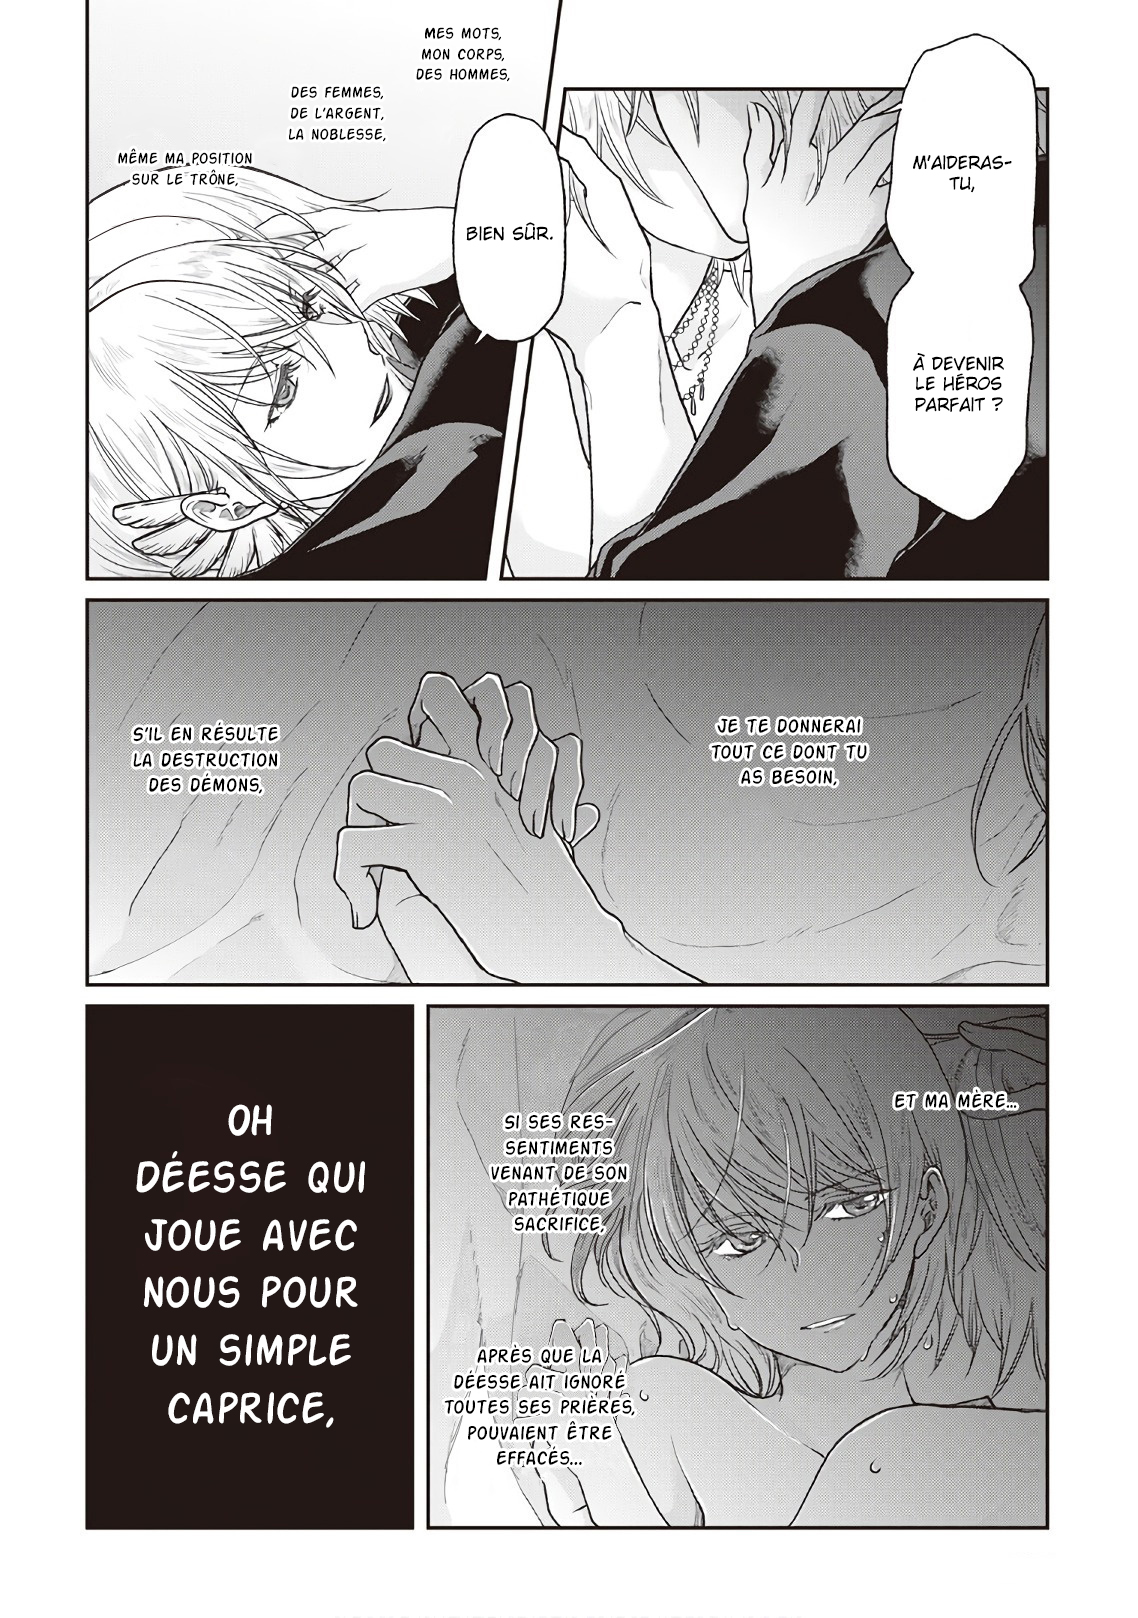 M'AIDERAS-
TU,
À DEVENIR
LE HÉROS
PARFAIT ?
BIEN SÛR.
MES MOTS,
MON CORPS,
DES HOMMES,
DES FEMMES,
DE L'ARGENT,
LA NOBLESSE,
MÊME MA POSITION
SUR LE TRÔNE,
JE TE DONNERAI
TOUT CE DONT TU
AS BESOIN,
S'IL EN RÉSULTE
LA DESTRUCTION
DES DÉMONS,
ET MA MÈRE...
SI SES RES-
SENTIMENTS
VENANT DE SON
PATHÉTIQUE
SACRIFICE,
APRÈS QUE LA
DÉESSE AIT IGNORÉ
TOUTES SES PRIÈRES,
POUVAIENT ÊTRE
EFFACÉS...
OH
DÉESSE QUI
JOUE AVEC
NOUS POUR
UN SIMPLE
CAPRICE,